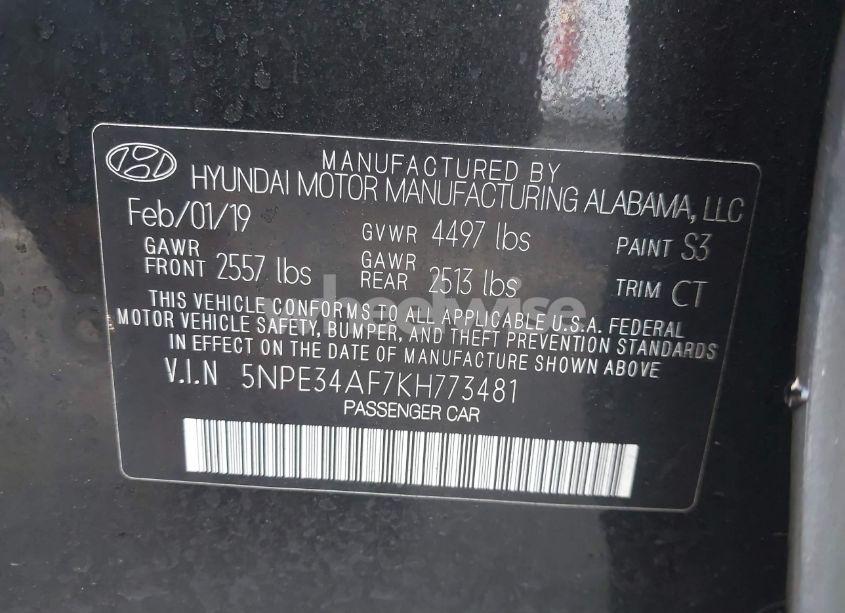 MANUFACTURED BY
HYUNDAI MOTOR MANUFACTURING ALABAMA, LLC
Feb/01/19 GVWR 4497 lbs PAINT S3
GAWR FRONT 2557 lbs GAWR REAR 2513 lbs TRIM CT
THIS VEHICLE CONFORMS TO ALL APPLICABLE U.S.A. FEDERAL
MOTOR VEHICLE SAFETY, BUMPER, AND THEFT PREVENTION STANDARDS
IN EFFECT ON THE DATE OF MANUFACTURE SHOWN ABOVE
V.I.N 5NPE34AF7KH773481
PASSENGER CAR
wheelwise